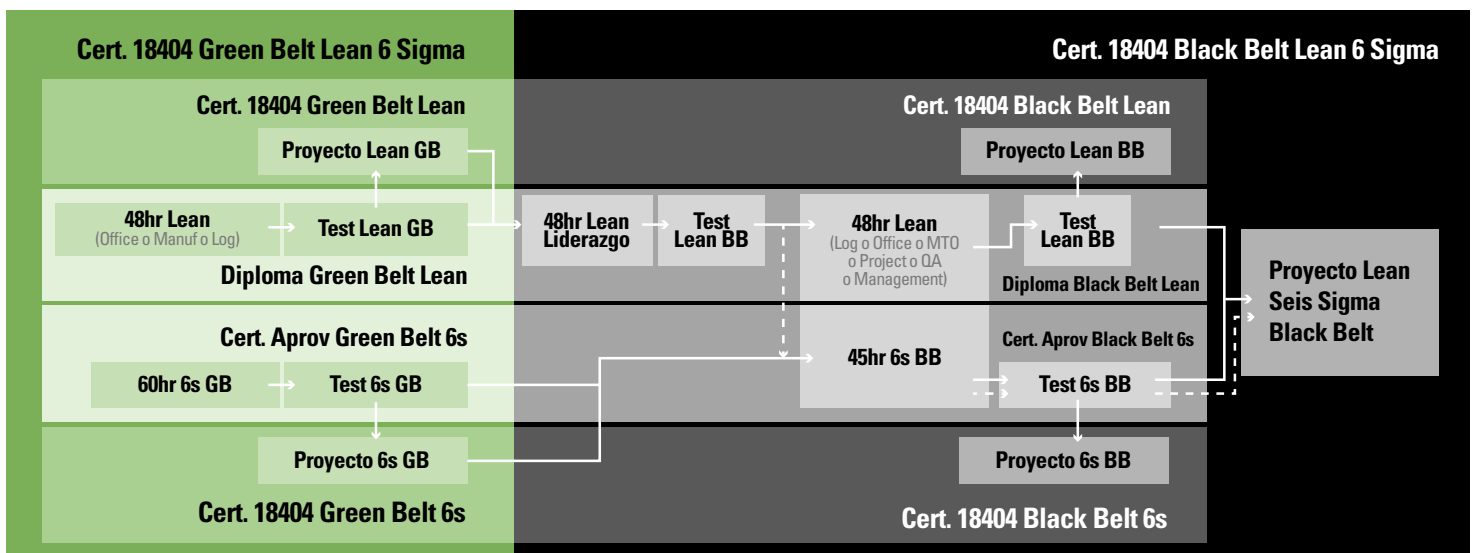 Cert. 18404 Green Belt Lean 6 Sigma
Cert. 18404 Black Belt Lean 6 Sigma
Cert. 18404 Green Belt Lean
Cert. 18404 Black Belt Lean
Proyecto Lean GB
Proyecto Lean BB
48hr Lean
(Office o Manuf o Log)
Test Lean GB
48hr Lean
Liderazgo
Test
Lean BB
48hr Lean
(Log o Office o MTO
o Project o QA
o Management)
Test
Lean BB
Diploma Green Belt Lean
Diploma Black Belt Lean
Proyecto Lean
Seis Sigma
Black Belt
Cert. Aprov Green Belt 6s
Cert. Aprov Black Belt 6s
60hr 6s GB
Test 6s GB
45hr 6s BB
Test 6s BB
Proyecto 6s GB
Proyecto 6s BB
Cert. 18404 Green Belt 6s
Cert. 18404 Black Belt 6s